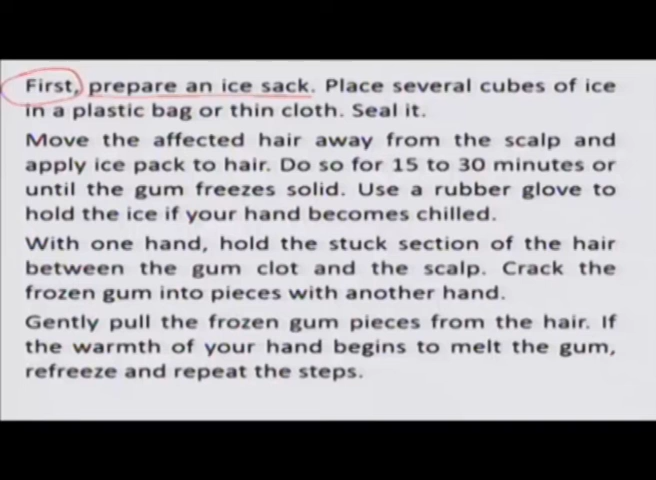 First, prepare an ice sack. Place several cubes of ice
in a plastic bag or thin cloth. Seal it.
Move the affected hair away from the scalp and
apply ice pack to hair. Do so for 15 to 30 minutes or
until the gum freezes solid. Use a rubber glove to
hold the ice if your hand becomes chilled.
With one hand, hold the stuck section of the hair
between the gum clot and the scalp. Crack the
frozen gum into pieces with another hand.
Gently pull the frozen gum pieces from the hair. If
the warmth of your hand begins to melt the gum,
refreeze and repeat the steps.